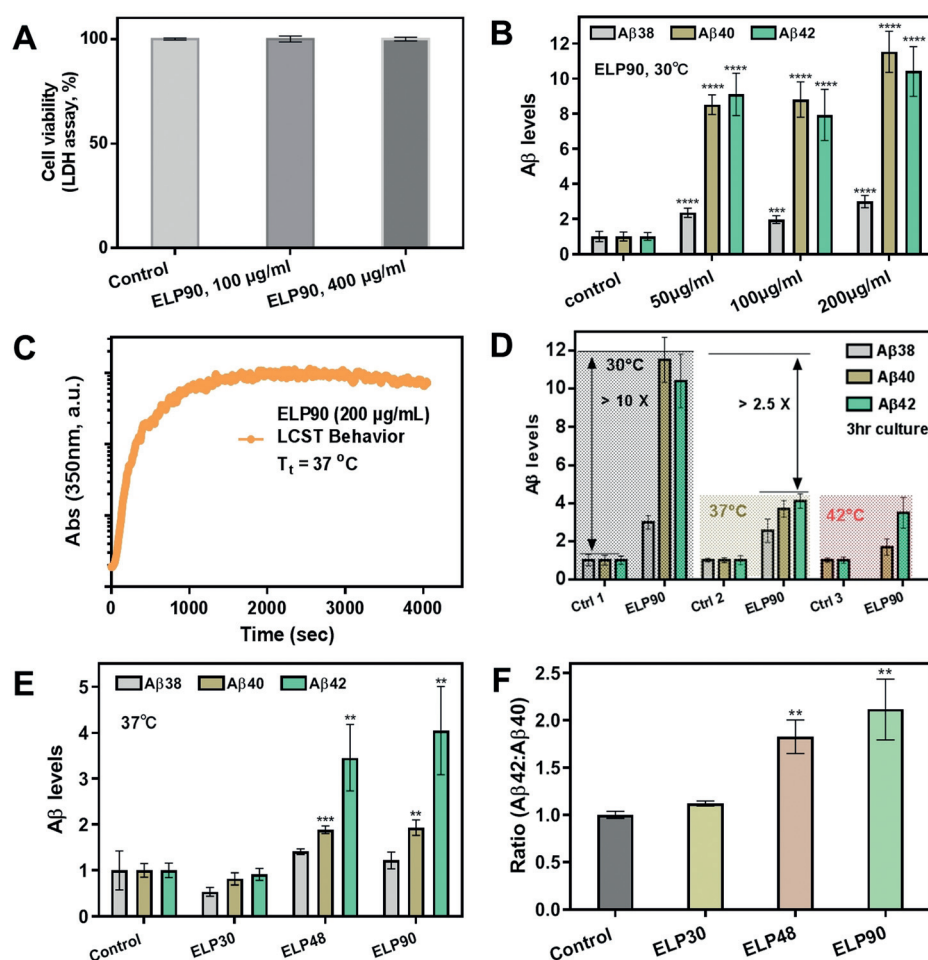 A
Cell viability
(LDH assay, %)
100
50
0
Control
ELP90, 100 µg/ml
ELP90, 400 µg/ml
B
Aβ38 Aβ40 Aβ42
ELP90, 30°C
Aβ levels
12
10
8
6
4
2
0
**** **** **** *** **** **** **** **** ****
control
50µg/ml
100µg/ml
200µg/ml
C
Abs (350nm, a.u.)
ELP90 (200 µg/mL)
LCST Behavior
Tt = 37 °C
0 1000 2000 3000 4000
Time (sec)
D
Aβ levels
12
10
8
6
4
2
0
30°C
> 10 X
> 2.5 X
37°C
42°C
Aβ38
Aβ40
Aβ42
3hr culture
Ctrl 1 ELP90 Ctrl 2 ELP90 Ctrl 3 ELP90
E
Aβ38 Aβ40 Aβ42
37°C
Aβ levels
5
4
3
2
1
0
*** ** ** **
Control ELP30 ELP48 ELP90
F
Ratio (Aβ42:Aβ40)
2.5
2.0
1.5
1.0
0.5
0.0
** **
Control ELP30 ELP48 ELP90